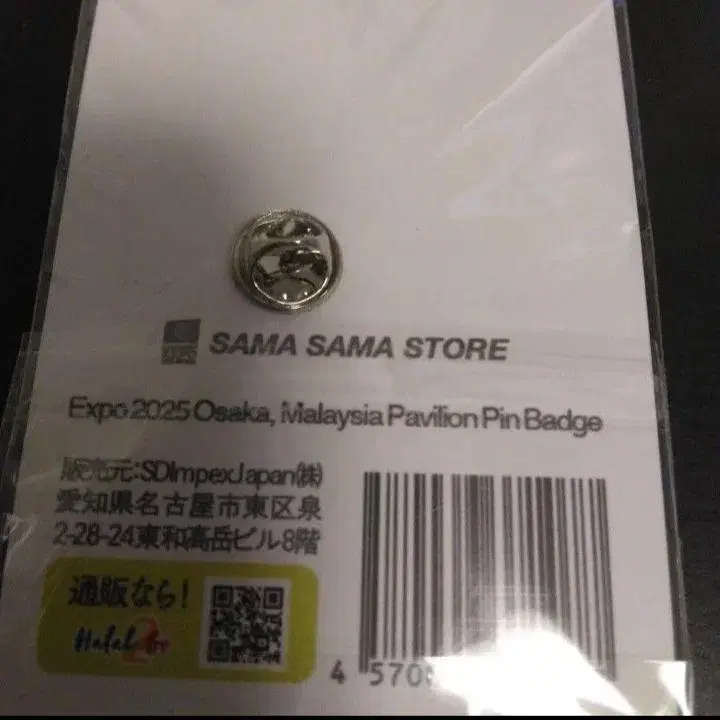 SAMA SAMA STORE
Expo 2025 Osaka, Malaysia Pavilion Pin Badge
販売元:SDImpexJapan㈱
愛知県名古屋市東区泉
2-28-24東和高岳ビル8階
通販なら!
4 570